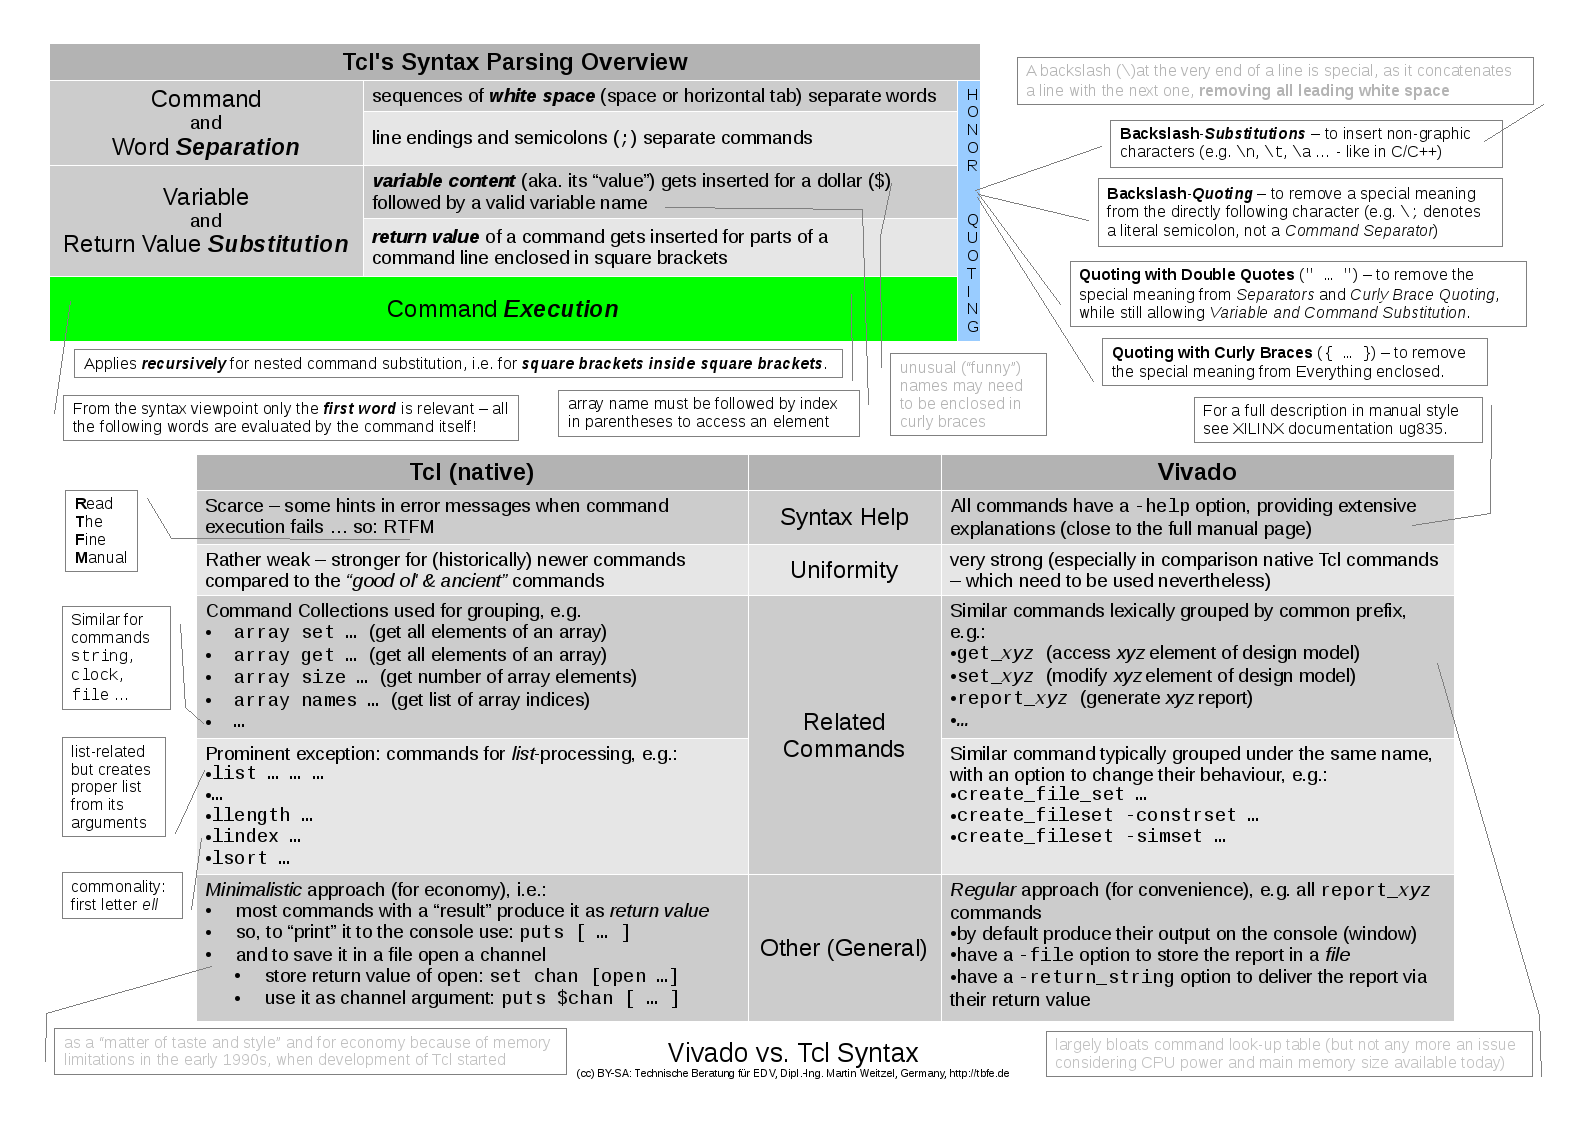 Tcl's Syntax Parsing Overview
Command
and
Word Separation
sequences of white space (space or horizontal tab) separate words
line endings and semicolons (;) separate commands
Variable
and
Return Value Substitution
variable content (aka. its “value”) gets inserted for a dollar ($)
followed by a valid variable name
return value of a command gets inserted for parts of a
command line enclosed in square brackets
Command Execution
HONOR QUOTING
A backslash (\)at the very end of a line is special, as it concatenates
a line with the next one, removing all leading white space
Backslash-Substitutions – to insert non-graphic
characters (e.g. \n, \t, \a … - like in C/C++)
Backslash-Quoting – to remove a special meaning
from the directly following character (e.g. \; denotes
a literal semicolon, not a Command Separator)
Quoting with Double Quotes (" … ") – to remove the
special meaning from Separators and Curly Brace Quoting,
while still allowing Variable and Command Substitution.
Quoting with Curly Braces ({ … }) – to remove
the special meaning from Everything enclosed.
Applies recursively for nested command substitution, i.e. for square brackets inside square brackets.
From the syntax viewpoint only the first word is relevant – all
the following words are evaluated by the command itself!
array name must be followed by index
in parentheses to access an element
unusual (“funny”)
names may need
to be enclosed in
curly braces
For a full description in manual style
see XILINX documentation ug835.
Tcl (native)
Vivado
Read
The
Fine
Manual
Scarce – some hints in error messages when command
execution fails … so: RTFM
Syntax Help
All commands have a -help option, providing extensive
explanations (close to the full manual page)
Rather weak – stronger for (historically) newer commands
compared to the “good ol' & ancient” commands
Uniformity
very strong (especially in comparison native Tcl commands
– which need to be used nevertheless)
Similar for
commands
string,
clock,
file …
Command Collections used for grouping, e.g.
• array set … (get all elements of an array)
• array get … (get all elements of an array)
• array size … (get number of array elements)
• array names … (get list of array indices)
• …
Related
Commands
Similar commands lexically grouped by common prefix,
e.g.:
•get_xyz (access xyz element of design model)
•set_xyz (modify xyz element of design model)
•report_xyz (generate xyz report)
•…
list-related
but creates
proper list
from its
arguments
Prominent exception: commands for list-processing, e.g.:
•list … … …
•…
•llength …
•lindex …
•lsort …
Similar command typically grouped under the same name,
with an option to change their behaviour, e.g.:
•create_file_set …
•create_fileset -constrset …
•create_fileset -simset …
commonality:
first letter ell
Minimalistic approach (for economy), i.e.:
• most commands with a “result” produce it as return value
• so, to “print” it to the console use: puts [ … ]
• and to save it in a file open a channel
• store return value of open: set chan [open …]
• use it as channel argument: puts $chan [ … ]
Other (General)
Regular approach (for convenience), e.g. all report_xyz
commands
•by default produce their output on the console (window)
•have a -file option to store the report in a file
•have a -return_string option to deliver the report via
their return value
as a “matter of taste and style” and for economy because of memory
limitations in the early 1990s, when development of Tcl started
Vivado vs. Tcl Syntax
(cc) BY-SA: Technische Beratung für EDV, Dipl.-Ing. Martin Weitzel, Germany, http://tbfe.de
largely bloats command look-up table (but not any more an issue
considering CPU power and main memory size available today)